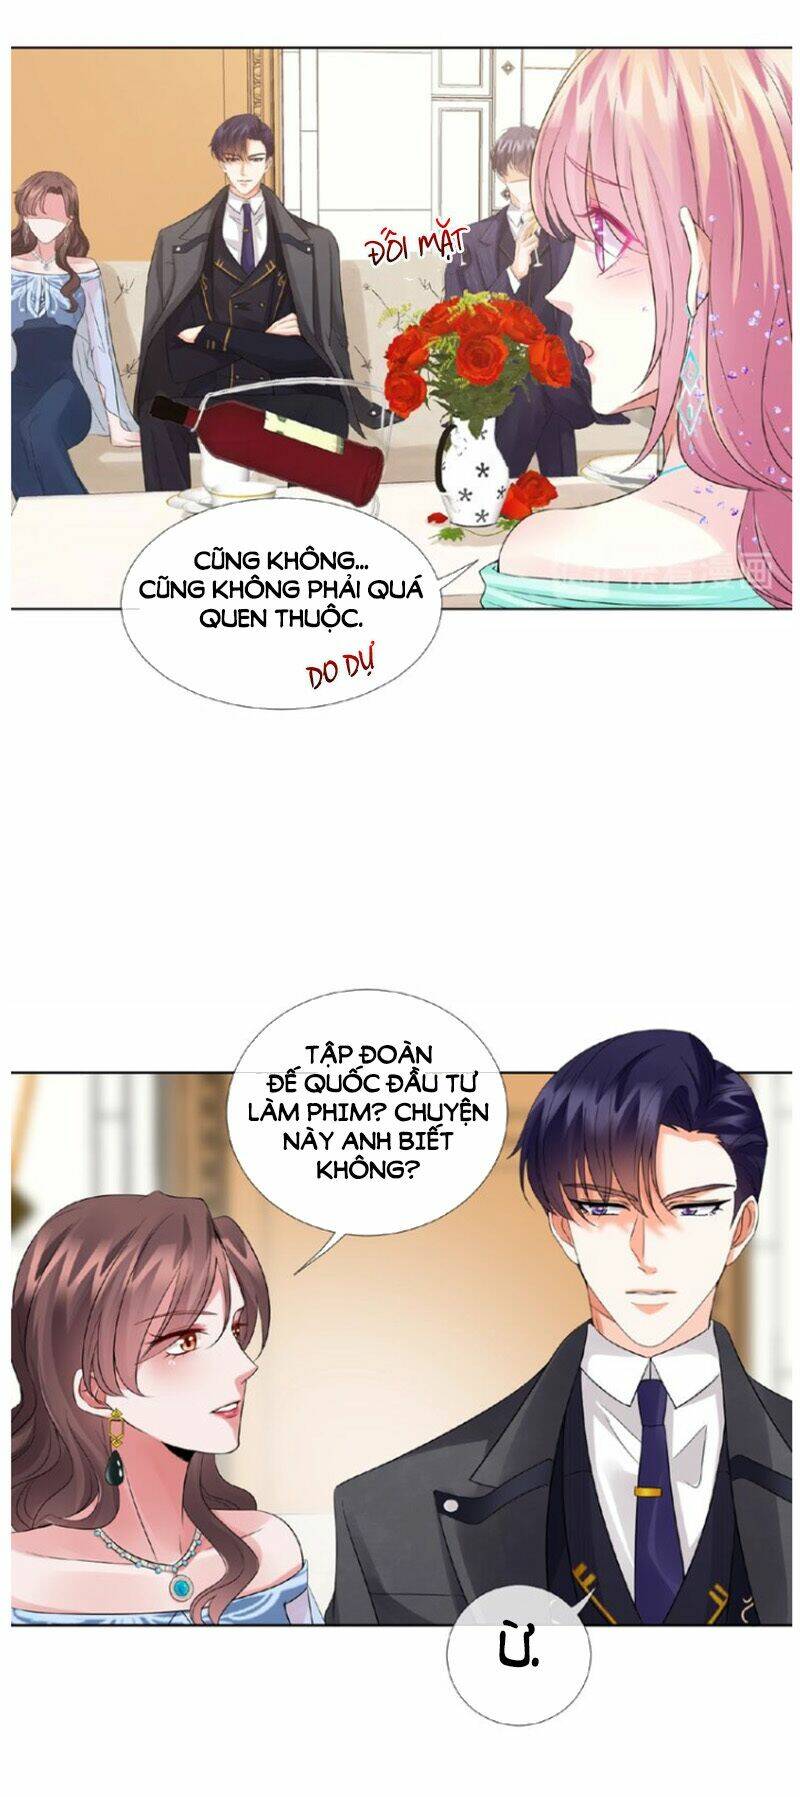 ĐỐI MẶT
CŨNG KHÔNG...
CŨNG KHÔNG PHẢI QUÁ
QUEN THUỘC.
DO DỰ
TẬP ĐOÀN
ĐẾ QUỐC ĐẦU TƯ
LÀM PHIM? CHUYỆN
NÀY ANH BIẾT
KHÔNG?
Ừ.